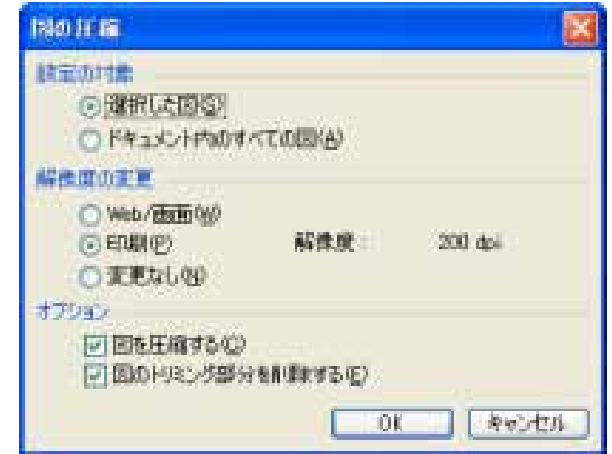 図の圧縮
設定の対象
選択した図(S)
ドキュメント内のすべての図(A)
解像度の変更
Web/画面(W)
印刷(P) 解像度: 200 dpi
変更なし(N)
オプション
図を圧縮する(C)
図のトリミング部分を削除する(E)
OK キャンセル